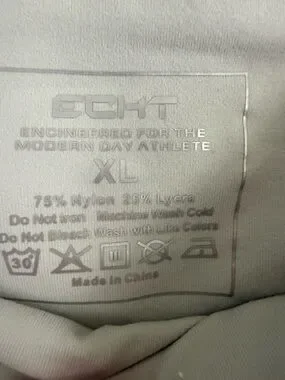 ECHT
ENGINEERED FOR THE
MODERN DAY ATHLETE
XL
75% Nylon 25% Lycra
Do Not Iron Machine Wash Cold
Do Not Bleach Wash with Like Colors
30°
Made in China